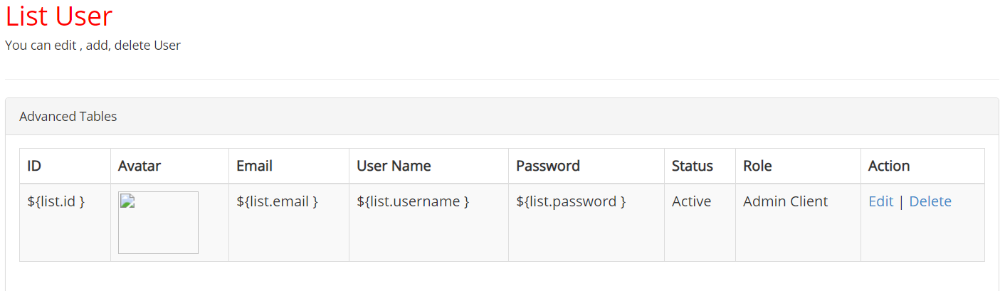 List User
You can edit , add, delete User
Advanced Tables
ID Avatar Email User Name Password Status Role Action
${list.id } ${list.email } ${list.username } ${list.password } Active Admin Client Edit | Delete